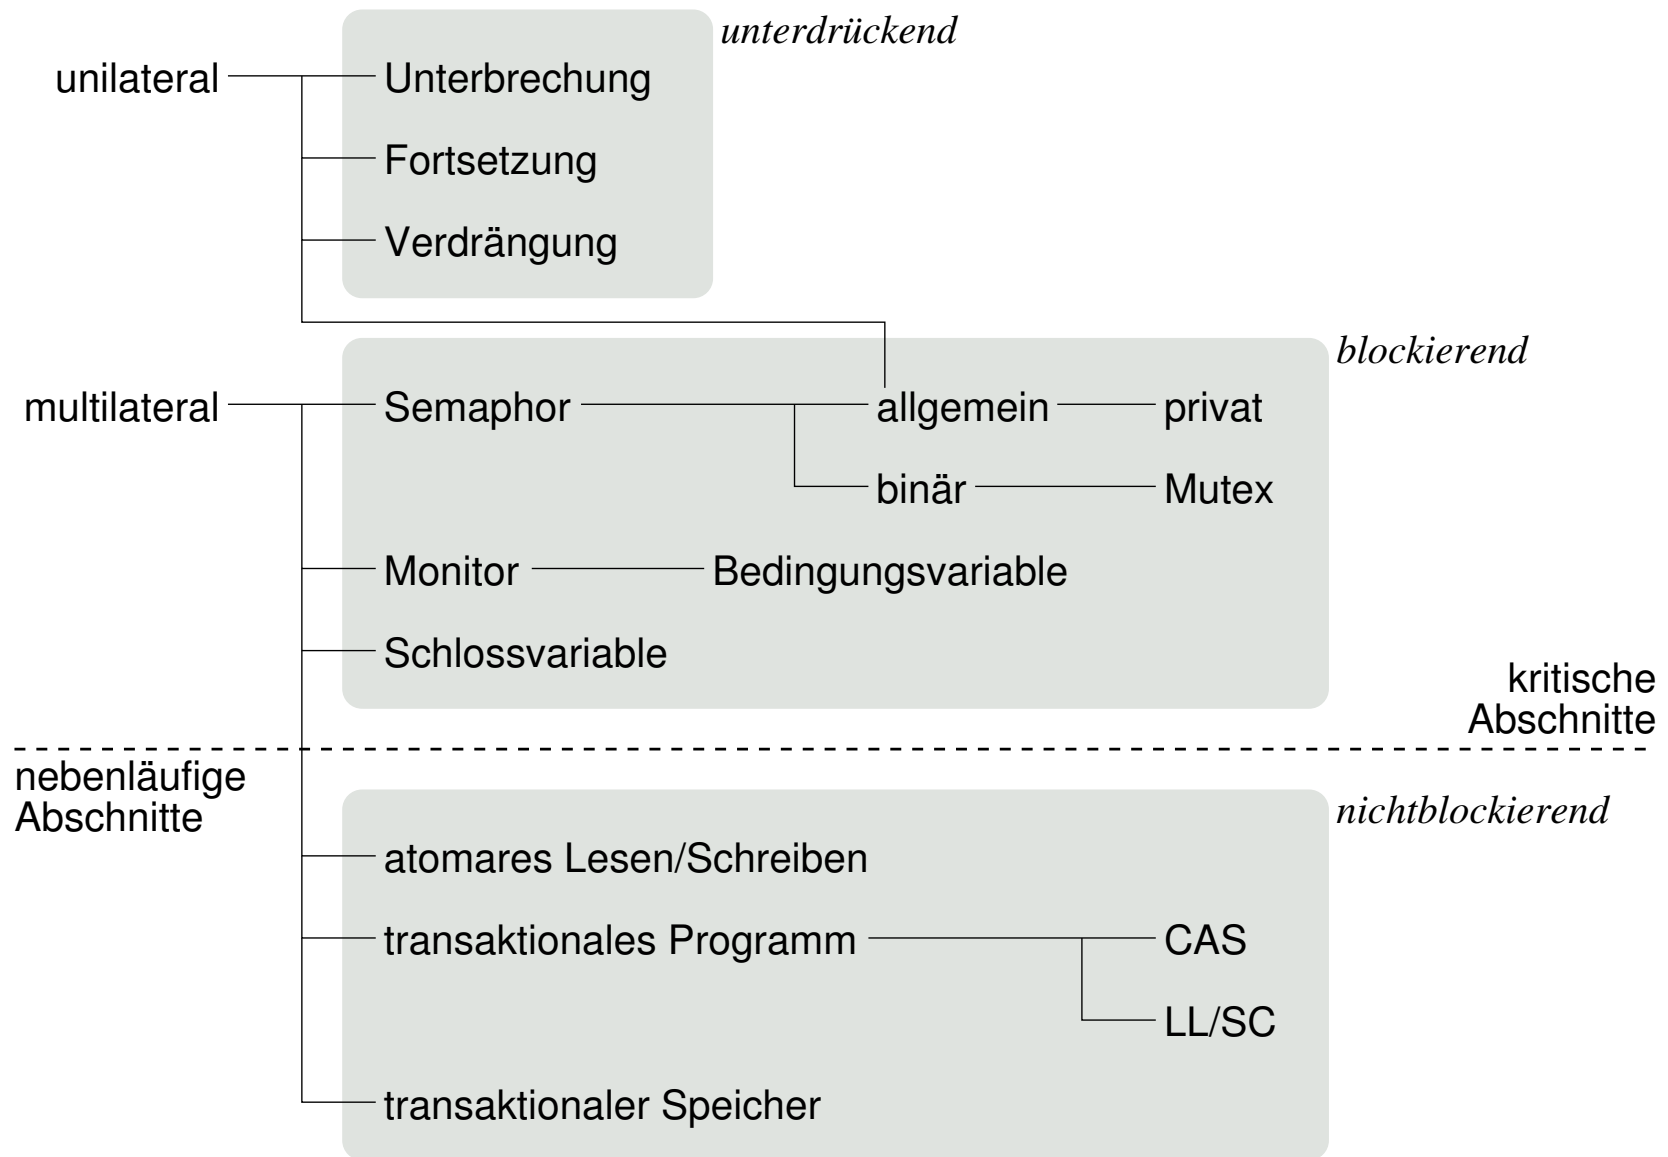 unterdrückend
unilateral Unterbrechung
Fortsetzung
Verdrängung
blockierend
multilateral Semaphor allgemein privat
binär Mutex
Monitor Bedingungsvariable
Schlossvariable
kritische
Abschnitte
nebenläufige
Abschnitte
nichtblockierend
atomares Lesen/Schreiben
transaktionales Programm CAS
LL/SC
transaktionaler Speicher